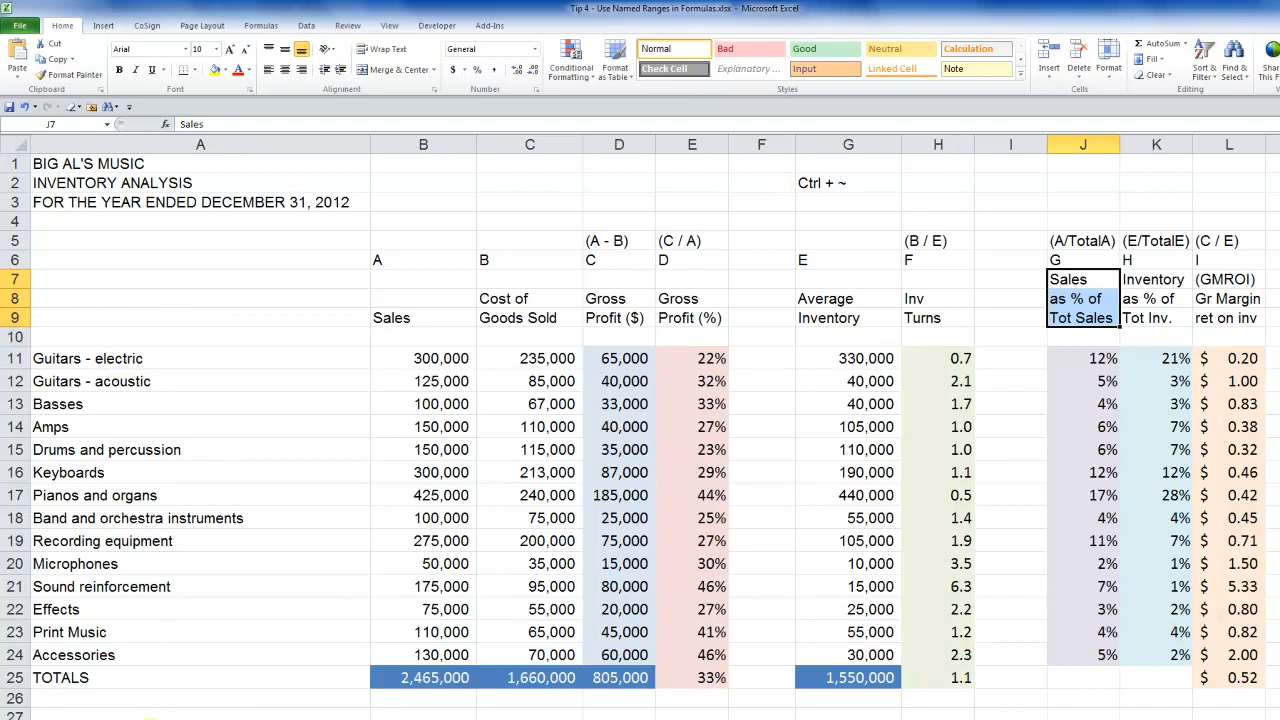 Tip 4 - Use Named Ranges in Formulas.xlsx - Microsoft Excel
File Home Insert CoSign Page Layout Formulas Data Review View Developer Add-Ins
Cut Arial 10 A A Wrap Text General Normal Bad Good Neutral Calculation AutoSum Fill Clear
Copy B I U A Merge & Center $ % , Check Cell Explanatory ... Input Linked Cell Note
Paste Format Painter Conditional Formatting Format as Table Insert Delete Format Sort & Filter Find & Select
Clipboard Font Alignment Number Styles Cells Editing
J7 fx Sales
A B C D E F G H I J K L
1 BIG AL'S MUSIC
2 INVENTORY ANALYSIS Ctrl + ~
3 FOR THE YEAR ENDED DECEMBER 31, 2012
4
5 (A - B) (C / A) (B / E) (A/TotalA) (E/TotalE) (C / E)
6 A B C D E F G H I
7 Sales Inventory (GMROI)
8 Cost of Gross Gross Average Inv as % of as % of Gr Margin
9 Sales Goods Sold Profit ($) Profit (%) Inventory Turns Tot Sales Tot Inv. ret on inv
10
11 Guitars - electric 300,000 235,000 65,000 22% 330,000 0.7 12% 21% $ 0.20
12 Guitars - acoustic 125,000 85,000 40,000 32% 40,000 2.1 5% 3% $ 1.00
13 Basses 100,000 67,000 33,000 33% 40,000 1.7 4% 3% $ 0.83
14 Amps 150,000 110,000 40,000 27% 105,000 1.0 6% 7% $ 0.38
15 Drums and percussion 150,000 115,000 35,000 23% 110,000 1.0 6% 7% $ 0.32
16 Keyboards 300,000 213,000 87,000 29% 190,000 1.1 12% 12% $ 0.46
17 Pianos and organs 425,000 240,000 185,000 44% 440,000 0.5 17% 28% $ 0.42
18 Band and orchestra instruments 100,000 75,000 25,000 25% 55,000 1.4 4% 4% $ 0.45
19 Recording equipment 275,000 200,000 75,000 27% 105,000 1.9 11% 7% $ 0.71
20 Microphones 50,000 35,000 15,000 30% 10,000 3.5 2% 1% $ 1.50
21 Sound reinforcement 175,000 95,000 80,000 46% 15,000 6.3 7% 1% $ 5.33
22 Effects 75,000 55,000 20,000 27% 25,000 2.2 3% 2% $ 0.80
23 Print Music 110,000 65,000 45,000 41% 55,000 1.2 4% 4% $ 0.82
24 Accessories 130,000 70,000 60,000 46% 30,000 2.3 5% 2% $ 2.00
25 TOTALS 2,465,000 1,660,000 805,000 33% 1,550,000 1.1 $ 0.52
26
27